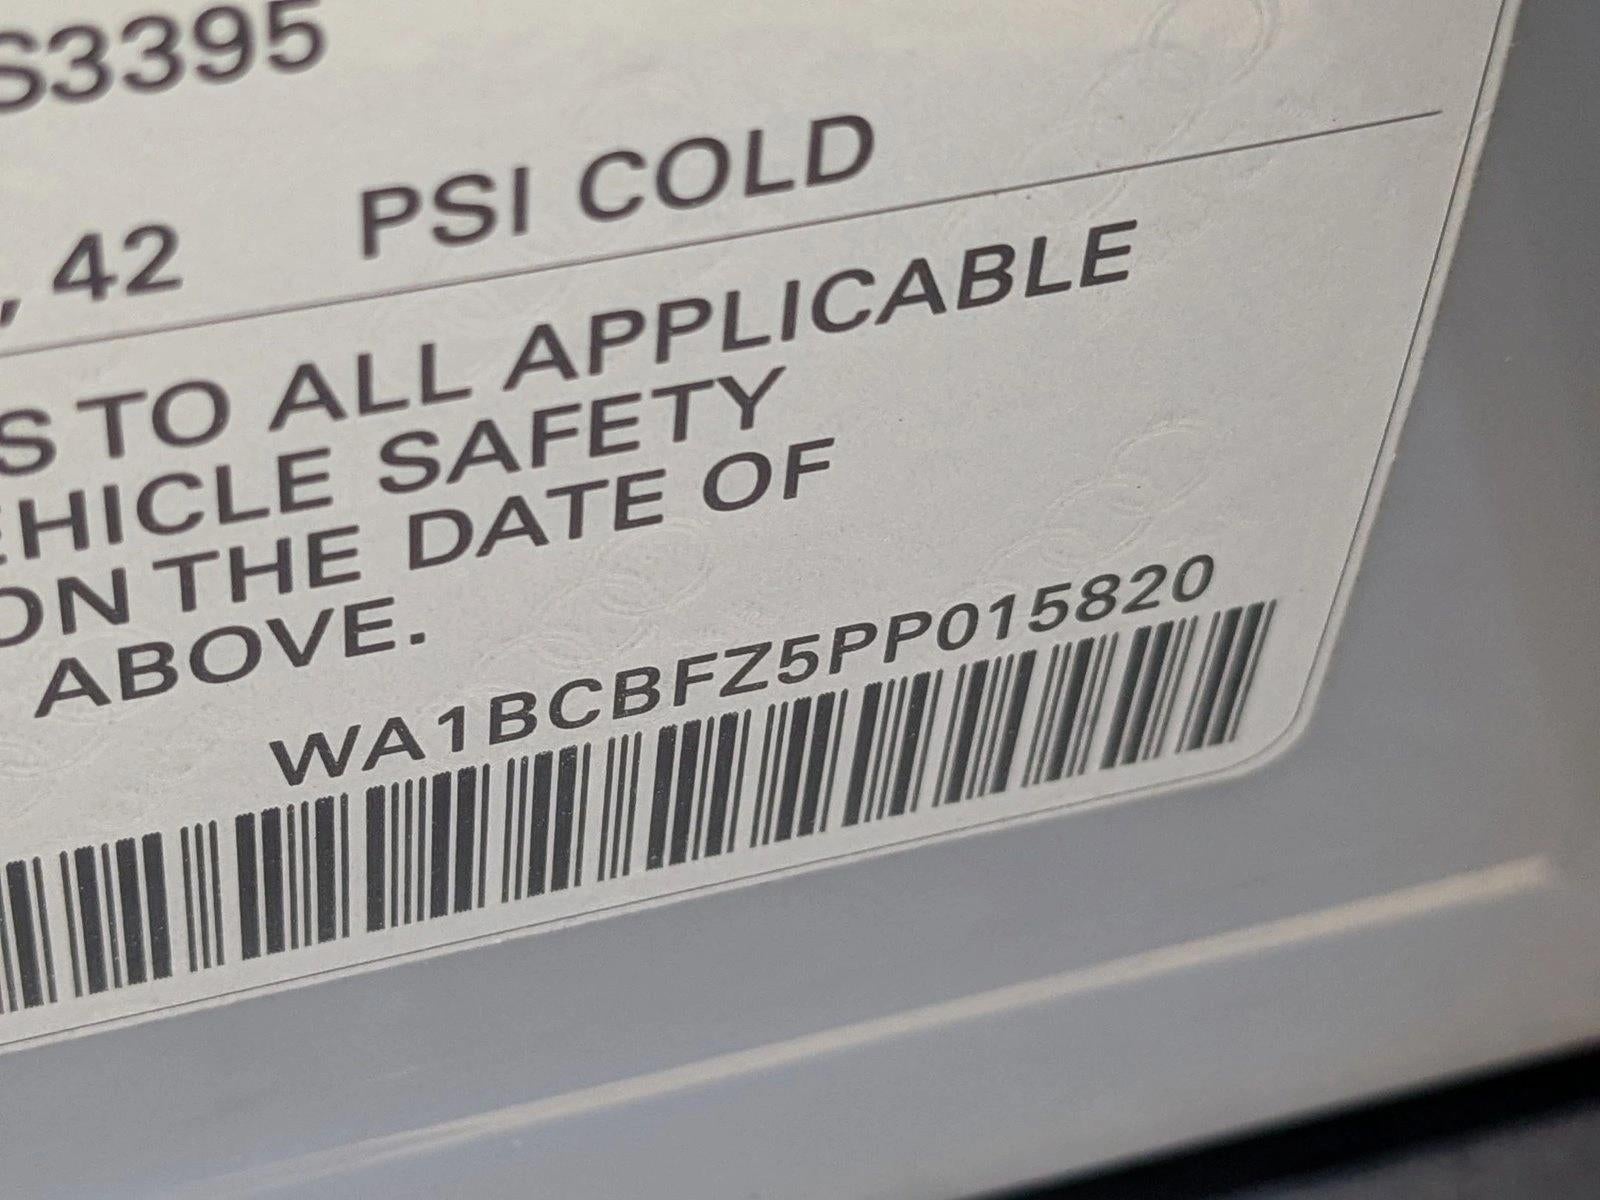 S3395
, 42 PSI COLD
S TO ALL APPLICABLE
EHICLE SAFETY
ON THE DATE OF
ABOVE.
WA1BCBFZ5PP015820